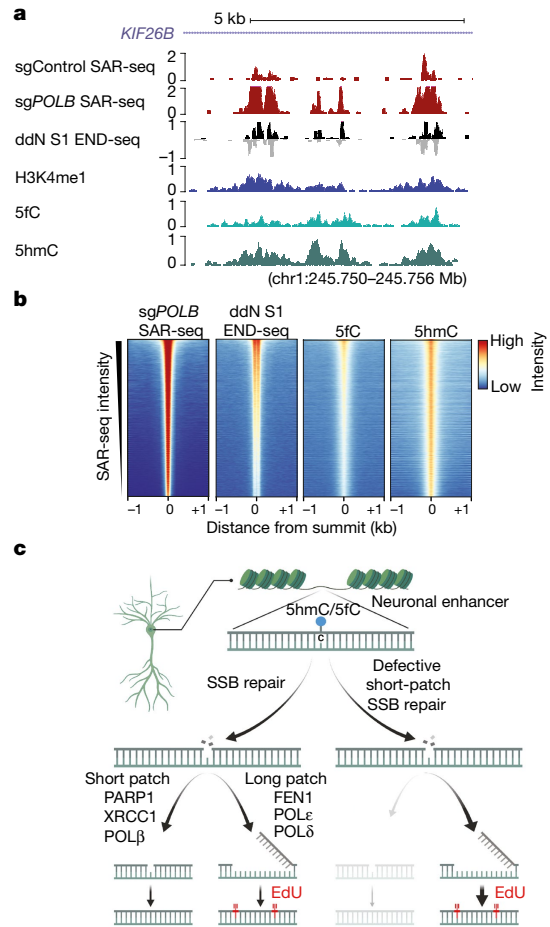 a
5 kb
KIF26B
sgControl SAR-seq
2
0
sgPOLB SAR-seq
2
0
ddN S1 END-seq
1
−1
H3K4me1
1
0
5fC
1
0
5hmC
1
0
(chr1:245.750–245.756 Mb)
b
sgPOLB
SAR-seq
ddN S1
END-seq
5fC
5hmC
High
Low
Intensity
SAR-seq intensity
−1 0 +1 −1 0 +1 −1 0 +1 −1 0 +1
Distance from summit (kb)
c
5hmC/5fC
Neuronal enhancer
C
SSB repair
Defective
short-patch
SSB repair
Short patch
PARP1
XRCC1
POLβ
Long patch
FEN1
POLε
POLδ
EdU
EdU